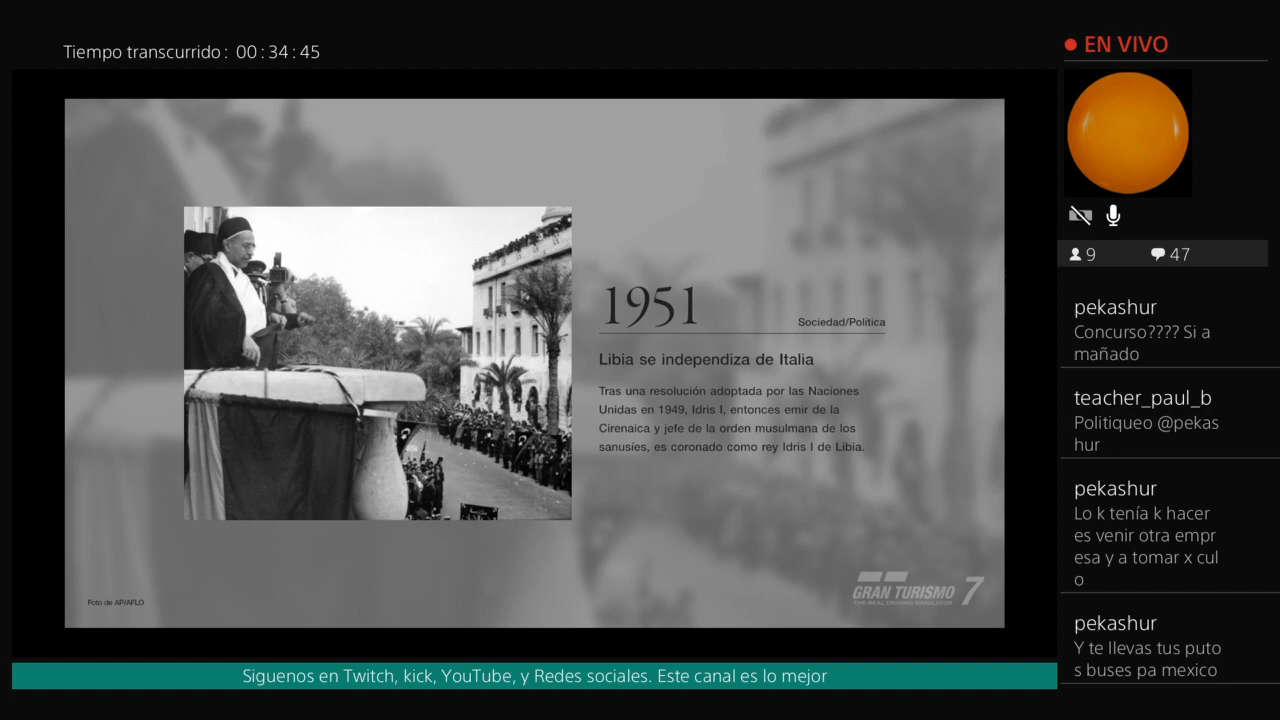 Tiempo transcurrido : 00 : 34 : 45
EN VIVO
9
47
1951
Sociedad/Política
Libia se independiza de Italia
Tras una resolución adoptada por las Naciones
Unidas en 1949, Idris I, entonces emir de la
Cirenaica y jefe de la orden musulmana de los
sanusíes, es coronado como rey Idris I de Libia.
Foto de AP/AFLO
GRAN TURISMO 7
THE REAL DRIVING SIMULATOR
Siguenos en Twitch, kick, YouTube, y Redes sociales. Este canal es lo mejor
pekashur
Concurso???? Si a
mañado
teacher_paul_b
Politiqueo @pekas
hur
pekashur
Lo k tenía k hacer
es venir otra empr
esa y a tomar x cul
o
pekashur
Y te llevas tus puto
s buses pa mexico